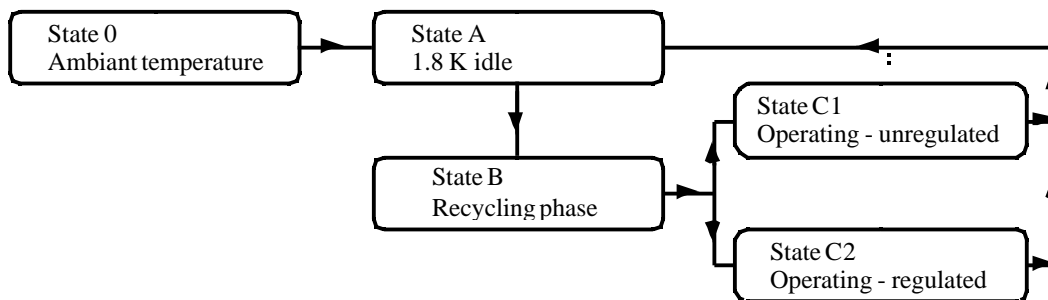 State 0
Ambiant temperature
State A
1.8 K idle
State C1
Operating - unregulated
State B
Recycling phase
State C2
Operating - regulated